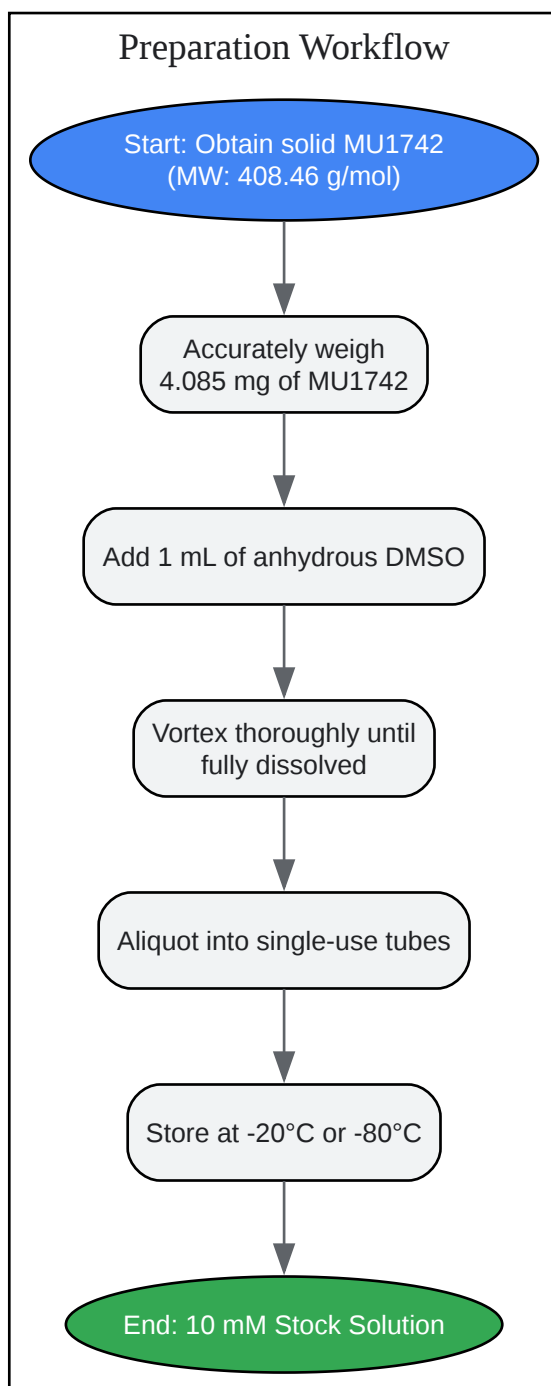 Preparation Workflow
Start: Obtain solid MU1742
(MW: 408.46 g/mol)
Accurately weigh
4.085 mg of MU1742
Add 1 mL of anhydrous DMSO
Vortex thoroughly until
fully dissolved
Aliquot into single-use tubes
Store at -20°C or -80°C
End: 10 mM Stock Solution